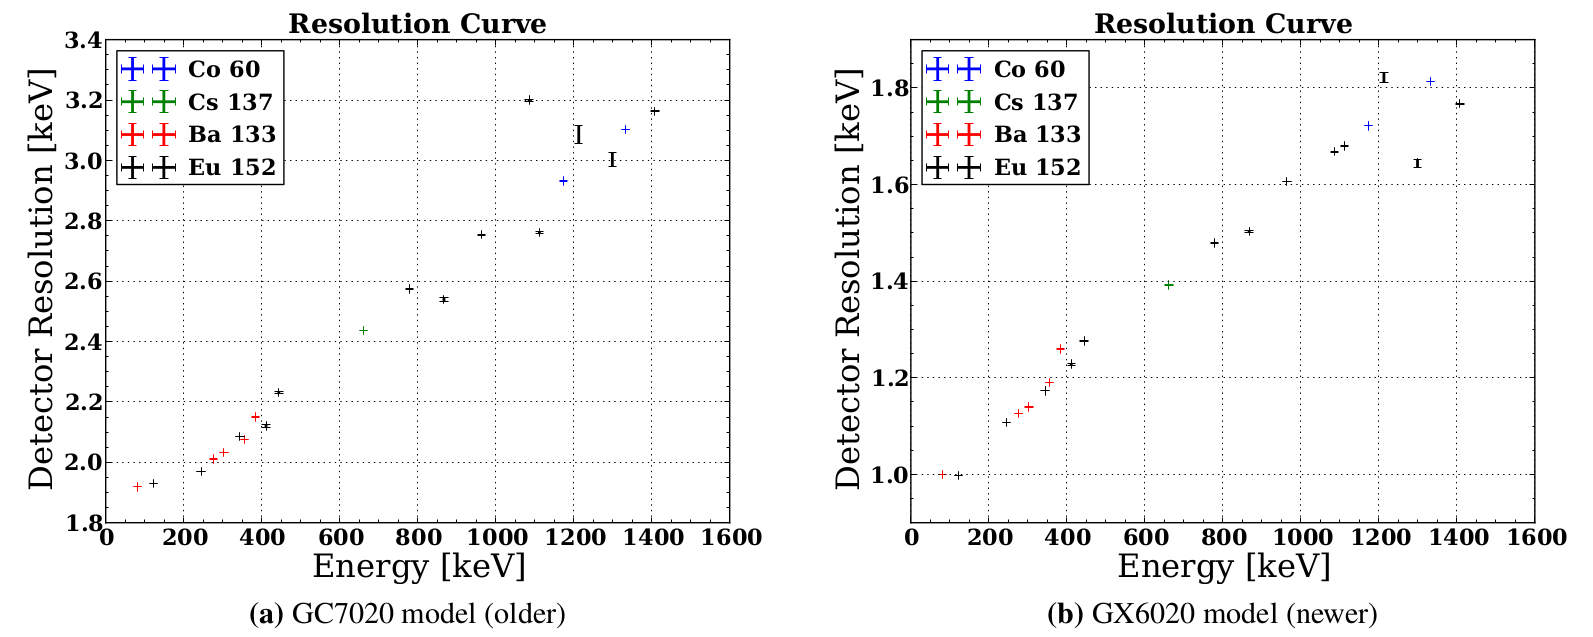 Resolution Curve
3.4
3.2
3.0
2.8
2.6
2.4
2.2
2.0
1.8
Detector Resolution [keV]
Co 60
Cs 137
Ba 133
Eu 152
0 200 400 600 800 1000 1200 1400 1600
Energy [keV]
(a) GC7020 model (older)
Resolution Curve
1.8
1.6
1.4
1.2
1.0
Detector Resolution [keV]
Co 60
Cs 137
Ba 133
Eu 152
0 200 400 600 800 1000 1200 1400 1600
Energy [keV]
(b) GX6020 model (newer)